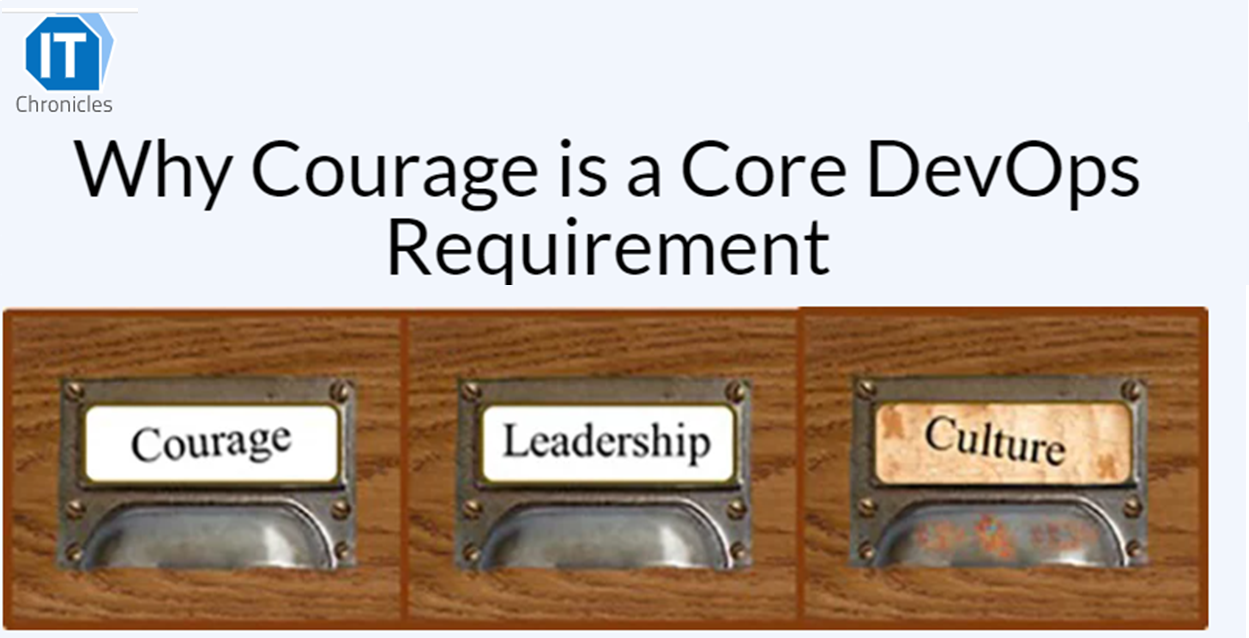 IT
Chronicles
Why Courage is a Core DevOps
Requirement
Courage
Leadership
Culture